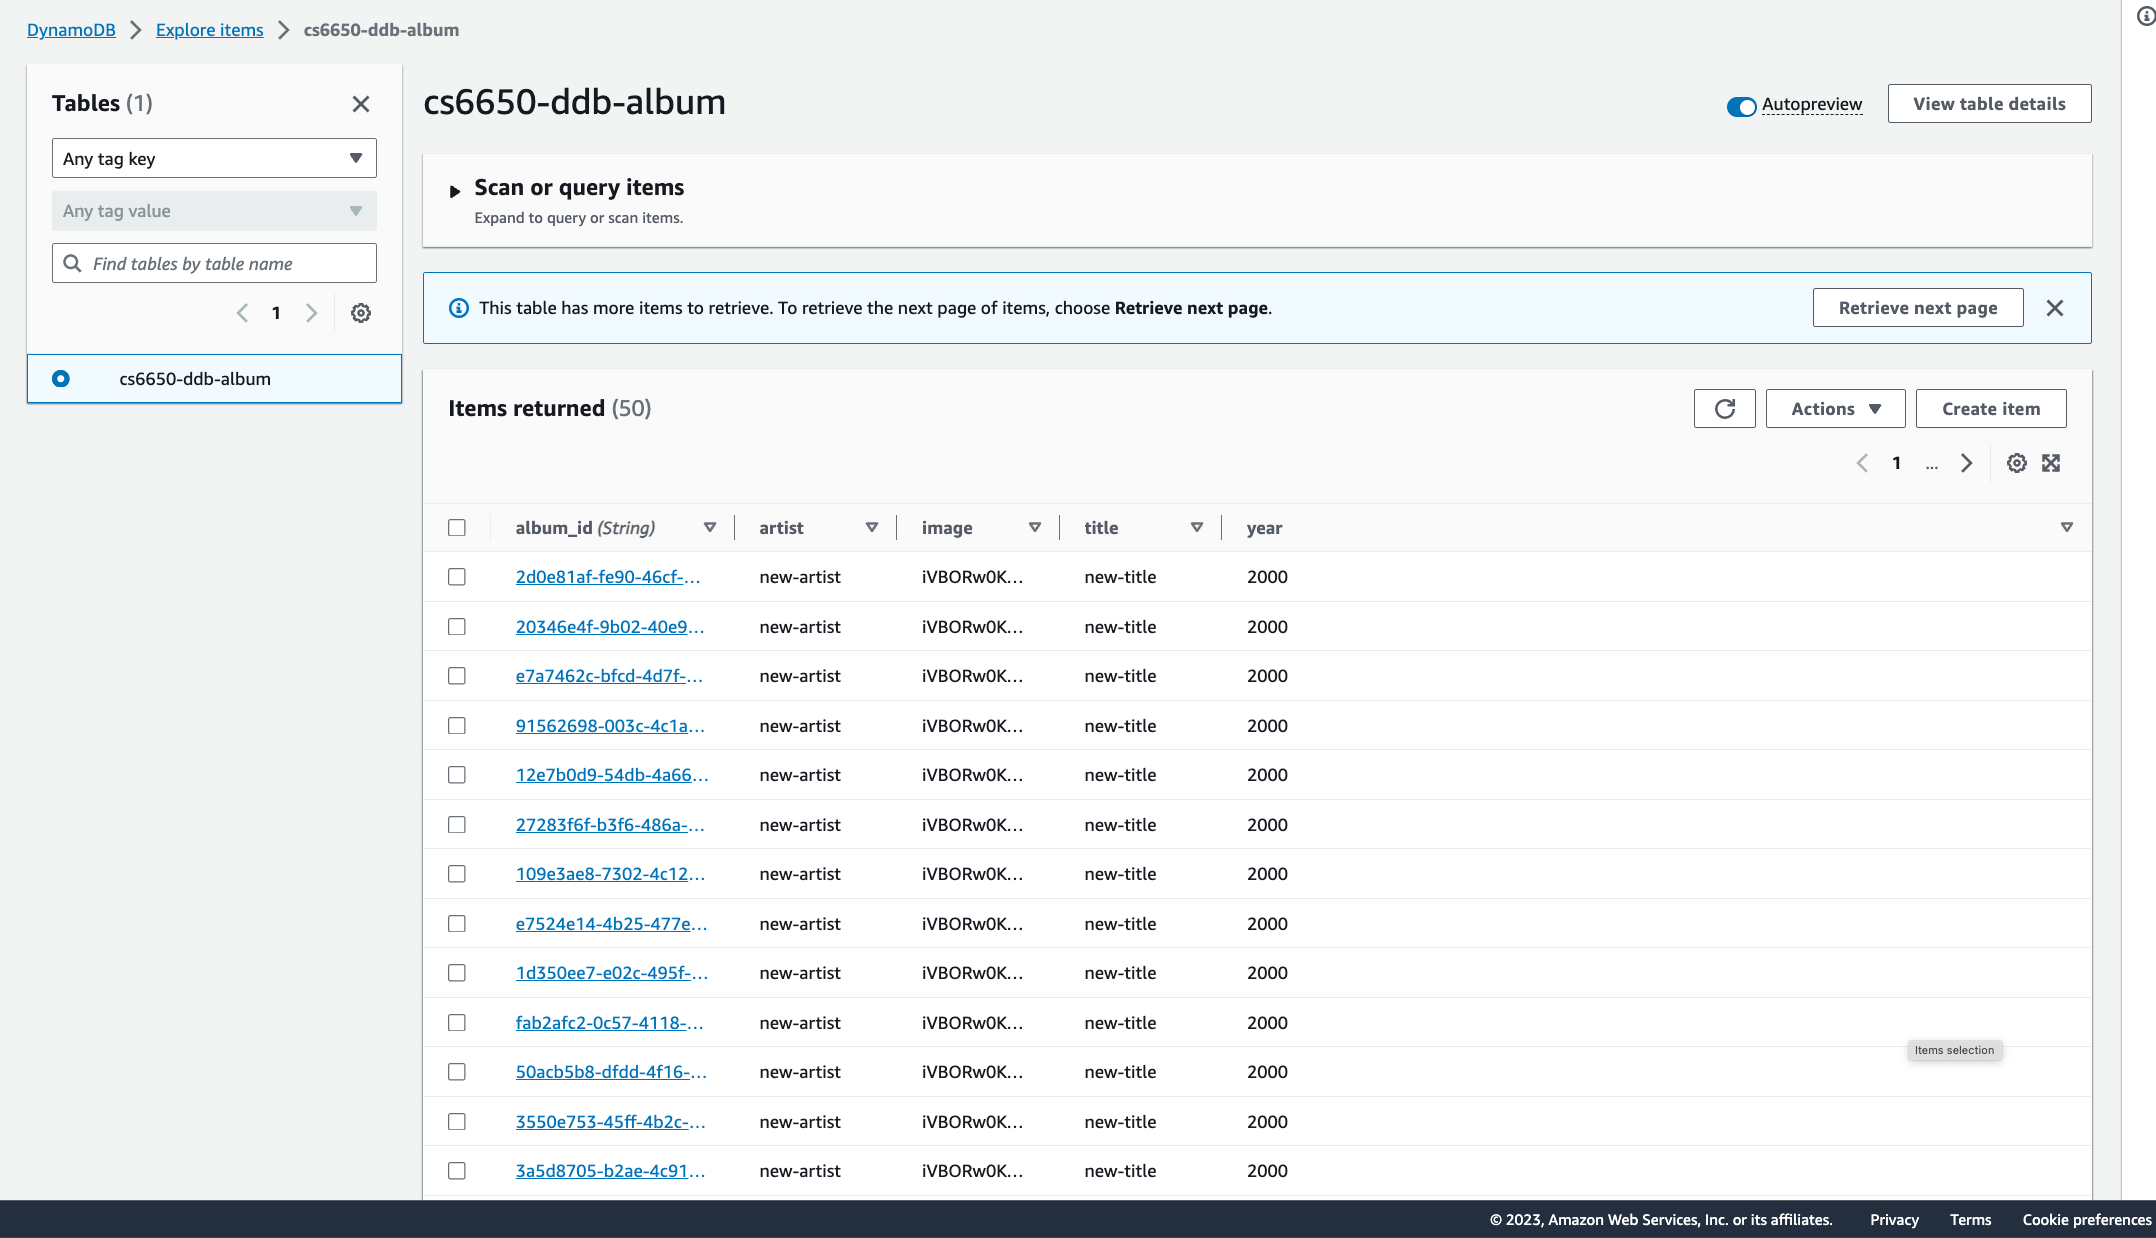 DynamoDB > Explore items > cs6650-ddb-album
Tables (1)
Any tag key
Any tag value
Find tables by table name
1
cs6650-ddb-album
cs6650-ddb-album
Autopreview
View table details
Scan or query items
Expand to query or scan items.
This table has more items to retrieve. To retrieve the next page of items, choose Retrieve next page.
Retrieve next page
Items returned (50)
Actions
Create item
1 ...
album_id (String) artist image title year
2d0e81af-fe90-46cf-... new-artist iVBORw0K... new-title 2000
20346e4f-9b02-40e9... new-artist iVBORw0K... new-title 2000
e7a7462c-bfcd-4d7f-... new-artist iVBORw0K... new-title 2000
91562698-003c-4c1a... new-artist iVBORw0K... new-title 2000
12e7b0d9-54db-4a66... new-artist iVBORw0K... new-title 2000
27283f6f-b3f6-486a-... new-artist iVBORw0K... new-title 2000
109e3ae8-7302-4c12... new-artist iVBORw0K... new-title 2000
e7524e14-4b25-477e... new-artist iVBORw0K... new-title 2000
1d350ee7-e02c-495f-... new-artist iVBORw0K... new-title 2000
fab2afc2-0c57-4118-... new-artist iVBORw0K... new-title 2000
Items selection
50acb5b8-dfdd-4f16-... new-artist iVBORw0K... new-title 2000
3550e753-45ff-4b2c-... new-artist iVBORw0K... new-title 2000
3a5d8705-b2ae-4c91... new-artist iVBORw0K... new-title 2000
© 2023, Amazon Web Services, Inc. or its affiliates. Privacy Terms Cookie preferences